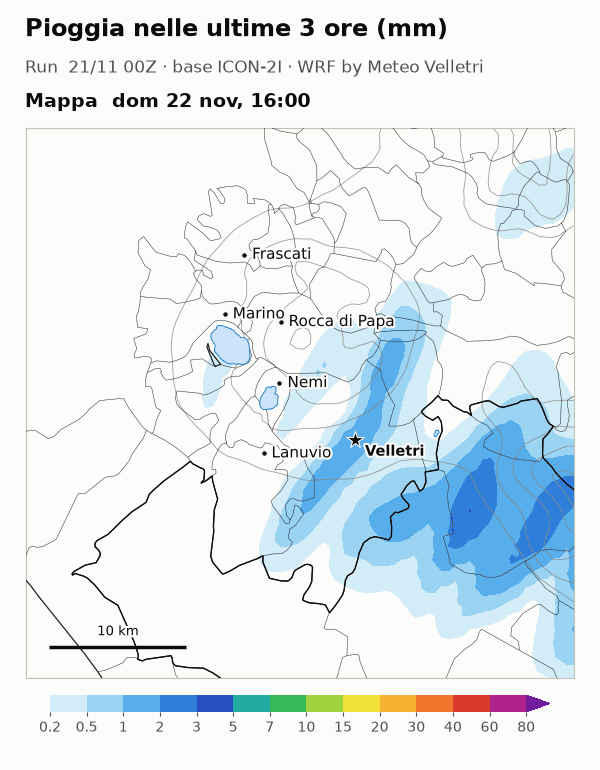 Pioggia nelle ultime 3 ore (mm)
Run  21/11 00Z · base ICON-2I · WRF by Meteo Velletri
Mappa  dom 22 nov, 16:00
Frascati
Marino
Rocca di Papa
Nemi
Velletri
Lanuvio
10 km
0.2 0.5 1 2 3 5 7 10 15 20 30 40 60 80